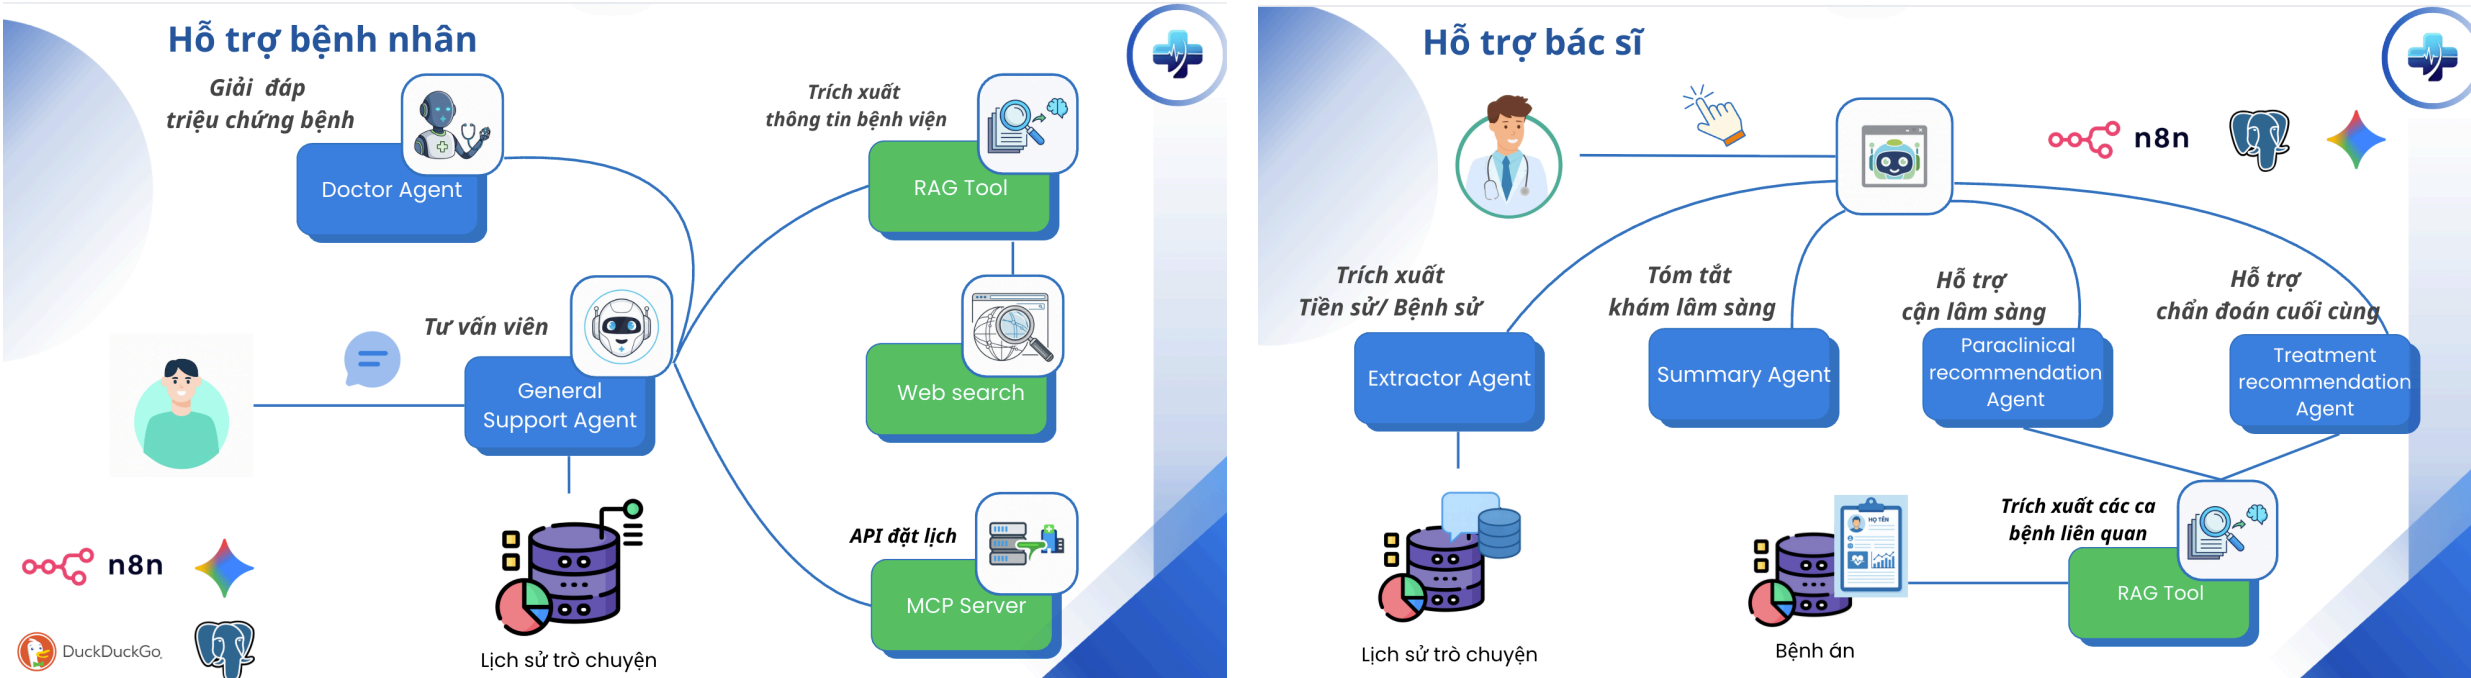 Hỗ trợ bệnh nhân
Giải đáp
triệu chứng bệnh
Doctor Agent
Trích xuất
thông tin bệnh viện
RAG Tool
Tư vấn viên
General
Support Agent
Web search
API đặt lịch
MCP Server
n8n
DuckDuckGo.
Lịch sử trò chuyện
Hỗ trợ bác sĩ
n8n
Trích xuất
Tiền sử/ Bệnh sử
Extractor Agent
Tóm tắt
khám lâm sàng
Summary Agent
Hỗ trợ
cận lâm sàng
Paraclinical
recommendation
Agent
Hỗ trợ
chẩn đoán cuối cùng
Treatment
recommendation
Agent
Lịch sử trò chuyện
HỌ TÊN
Bệnh án
Trích xuất các ca
bệnh liên quan
RAG Tool